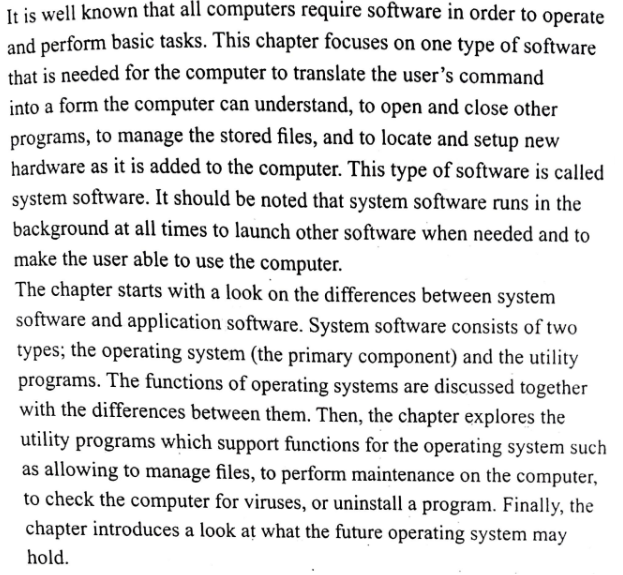 It is well known that all computers require software in order to operate
and perform basic tasks. This chapter focuses on one type of software
that is needed for the computer to translate the user's command
into a form the computer can understand, to open and close other
programs, to manage the stored files, and to locate and setup new
hardware as it is added to the computer. This type of software is called
system software. It should be noted that system software runs in the
background at all times to launch other software when needed and to
make the user able to use the computer.
The chapter starts with a look on the differences between system
software and application software. System software consists of two
types; the operating system (the primary component) and the utility
programs. The functions of operating systems are discussed together
with the differences between them. Then, the chapter explores the
utility programs which support functions for the operating system such
as allowing to manage files, to perform maintenance on the computer,
to check the computer for viruses, or uninstall a program. Finally, the
chapter introduces a look at what the future operating system may
hold.